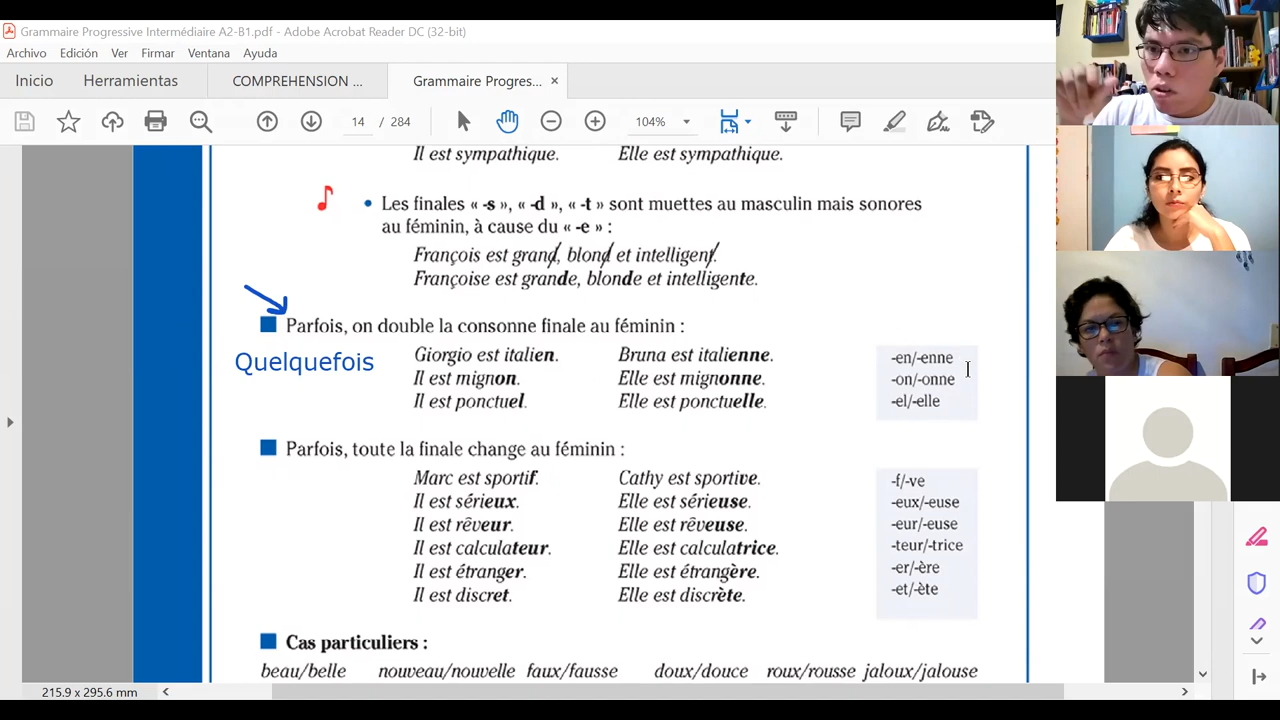 Grammaire Progressive Intermédiaire A2-B1.pdf - Adobe Acrobat Reader DC (32-bit)
Archivo Edición Ver Firmar Ventana Ayuda
Inicio Herramientas COMPREHENSION ... Grammaire Progres... ×
14 / 284 104%
Il est sympathique. Elle est sympathique.
• Les finales « -s », « -d », « -t » sont muettes au masculin mais sonores
au féminin, à cause du « -e » :
François est grand, blond et intelligent.
Françoise est grande, blonde et intelligente.
Parfois, on double la consonne finale au féminin :
Quelquefois
Giorgio est italien. Bruna est italienne. -en/-enne
Il est mignon. Elle est mignonne. -on/-onne
Il est ponctuel. Elle est ponctuelle. -el/-elle
Parfois, toute la finale change au féminin :
Marc est sportif. Cathy est sportive. -f/-ve
Il est sérieux. Elle est sérieuse. -eux/-euse
Il est rêveur. Elle est rêveuse. -eur/-euse
Il est calculateur. Elle est calculatrice. -teur/-trice
Il est étranger. Elle est étrangère. -er/-ère
Il est discret. Elle est discrète. -et/-ète
Cas particuliers :
beau/belle nouveau/nouvelle faux/fausse doux/douce roux/rousse jaloux/jalouse
215.9 x 295.6 mm